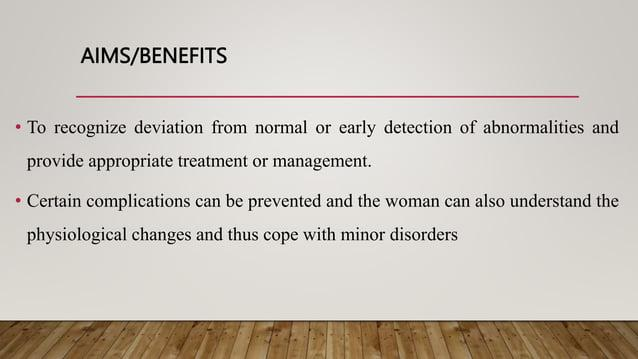 AIMS/BENEFITS
• To recognize deviation from normal or early detection of abnormalities and
provide appropriate treatment or management.
• Certain complications can be prevented and the woman can also understand the
physiological changes and thus cope with minor disorders